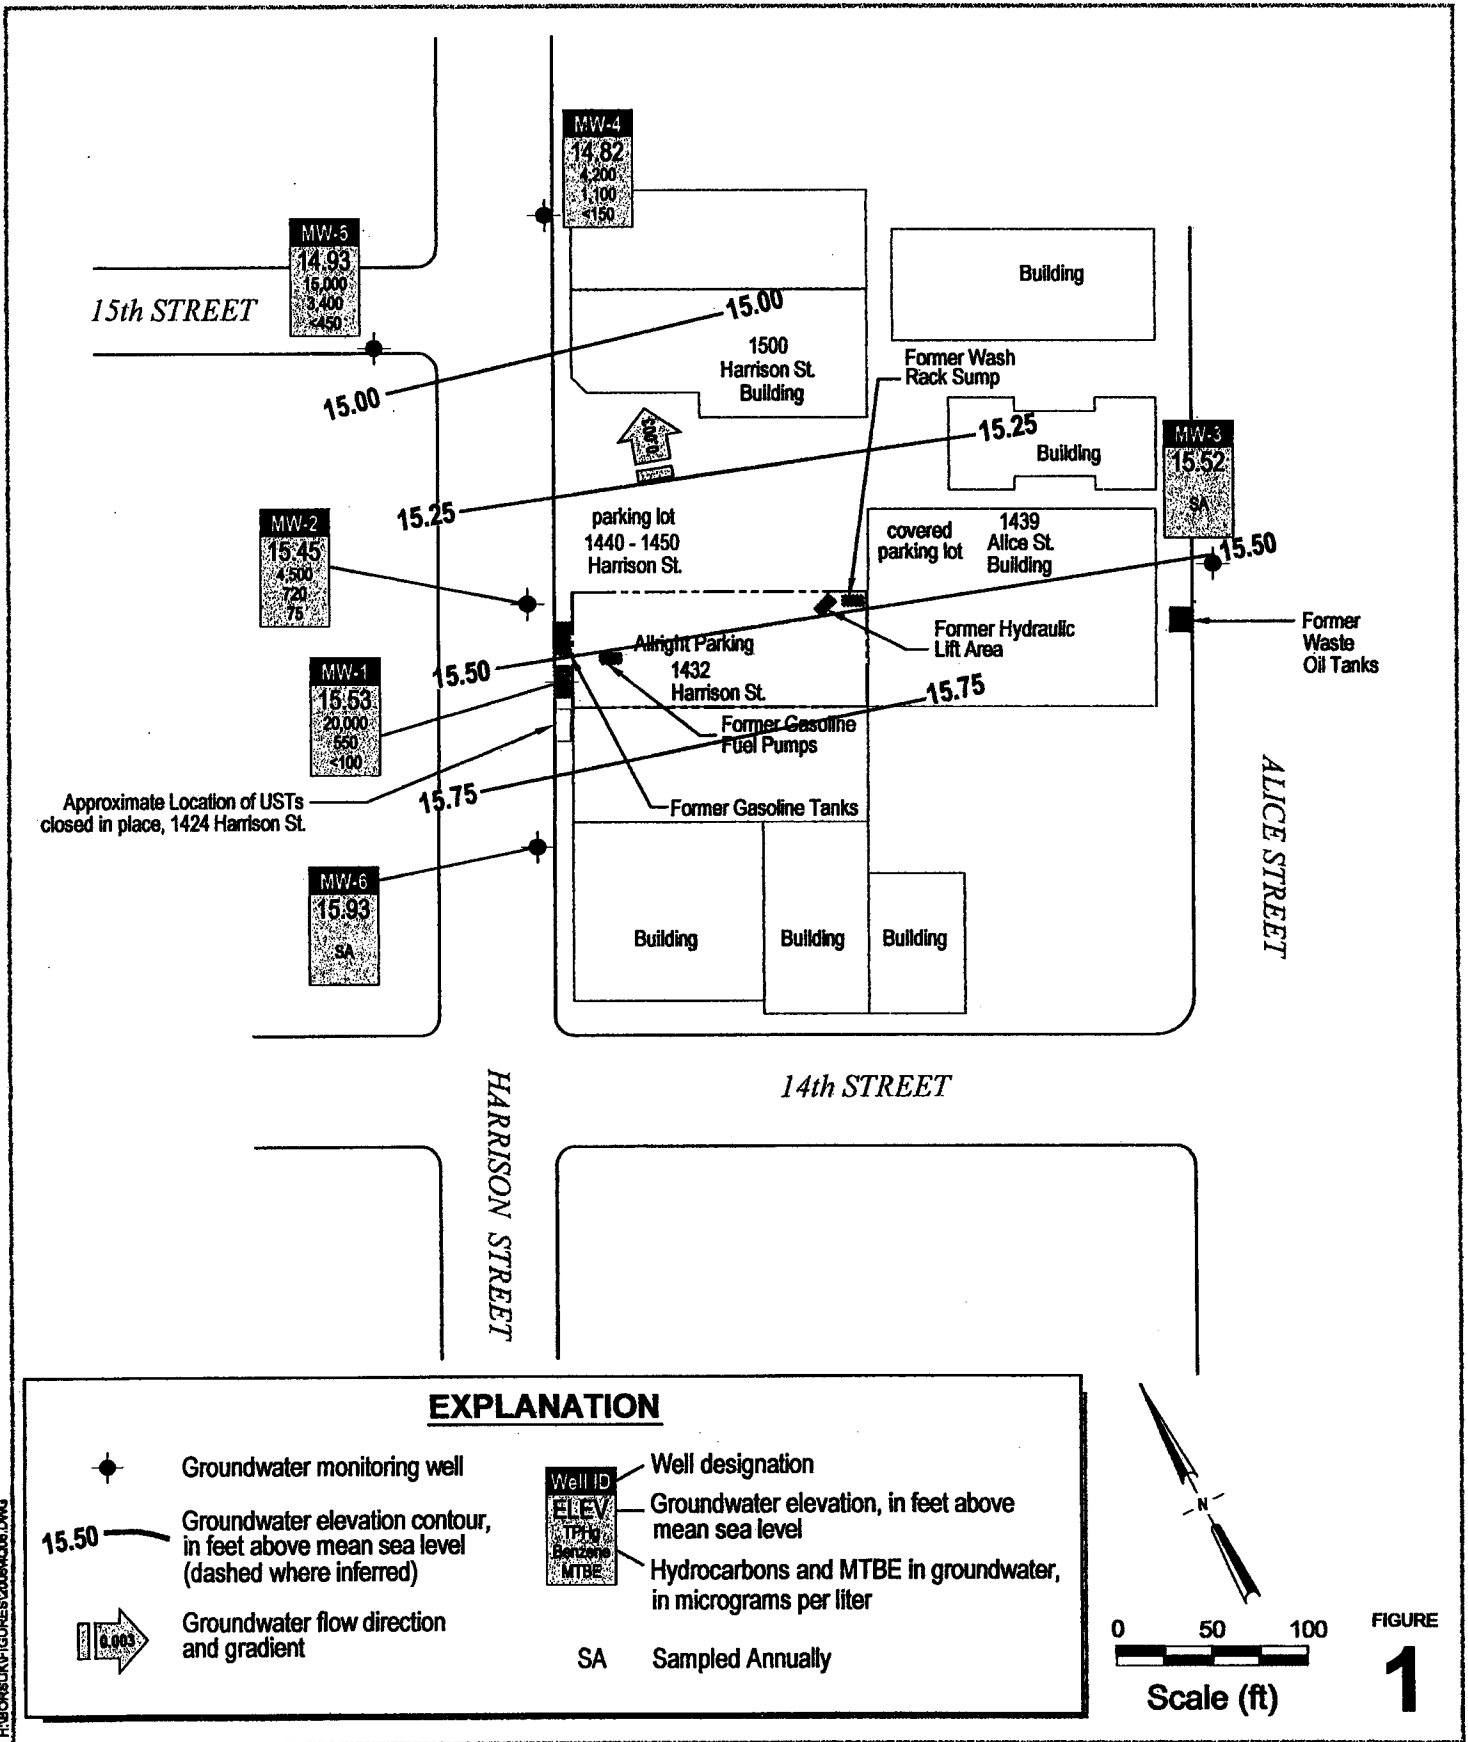 MW-4
14.82
4,200
1,100
<150
MW-5
14.93
15,000
3,400
<450
15th STREET
15.00
15.00
1500
Harrison St.
Building
Building
Former Wash
Rack Sump
0.003
15.25
15.25
Building
MW-3
15.52
SA
MW-2
15.45
4,500
720
75
parking lot
1440 - 1450
Harrison St.
covered
parking lot
1439
Alice St.
Building
15.50
15.50
Allright Parking
1432
Harrison St.
Former Hydraulic
Lift Area
Former
Waste
Oil Tanks
MW-1
15.53
20,000
550
<100
15.75
15.75
Former Gasoline
Fuel Pumps
Former Gasoline Tanks
Approximate Location of USTs
closed in place, 1424 Harrison St.
MW-6
15.93
SA
Building
Building
Building
ALICE STREET
14th STREET
HARRISON STREET
EXPLANATION
Groundwater monitoring well
15.50
Groundwater elevation contour,
in feet above mean sea level
(dashed where inferred)
0.003
Groundwater flow direction
and gradient
Well ID
ELEV
TPHg
Benzene
MTBE
Well designation
Groundwater elevation, in feet above
mean sea level
Hydrocarbons and MTBE in groundwater,
in micrograms per liter
SA Sampled Annually
N
0 50 100
Scale (ft)
FIGURE
1